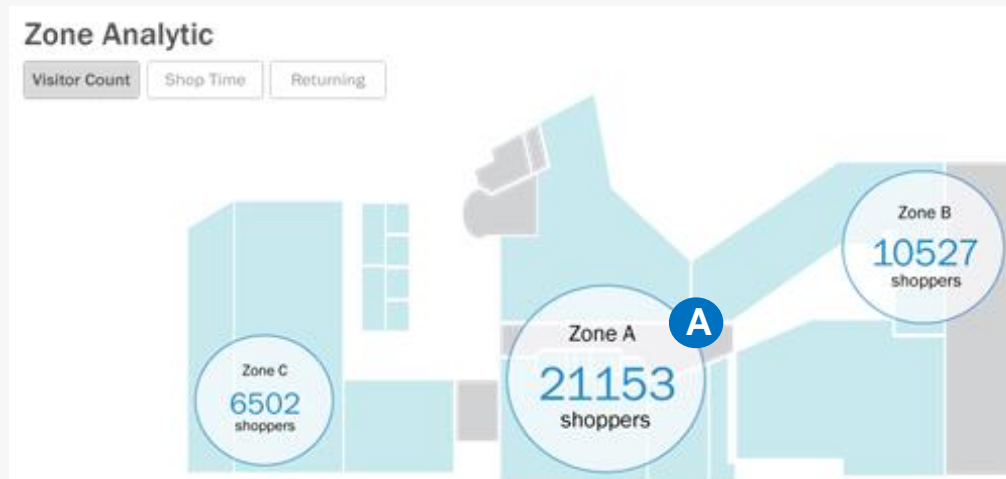 Zone Analytic
Visitor Count
Shop Time
Returning
Zone B
10527
shoppers
A
Zone A
21153
shoppers
Zone C
6502
shoppers